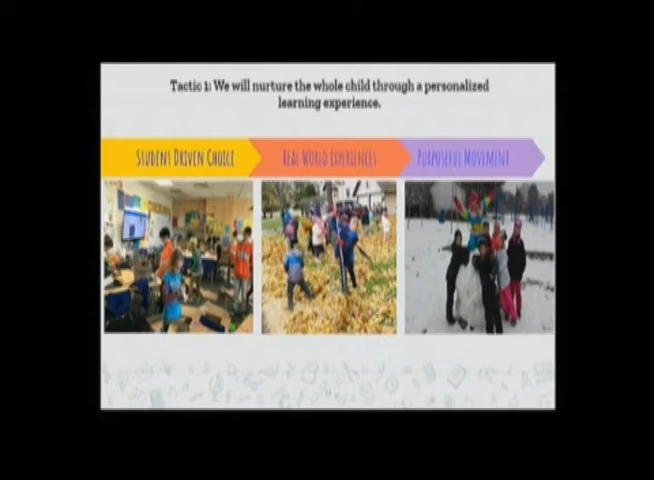 Tactic 1: We will nurture the whole child through a personalized
learning experience.
STUDENT DRIVEN CHOICE
REAL WORLD EXPERIENCES
PURPOSEFUL MOVEMENT